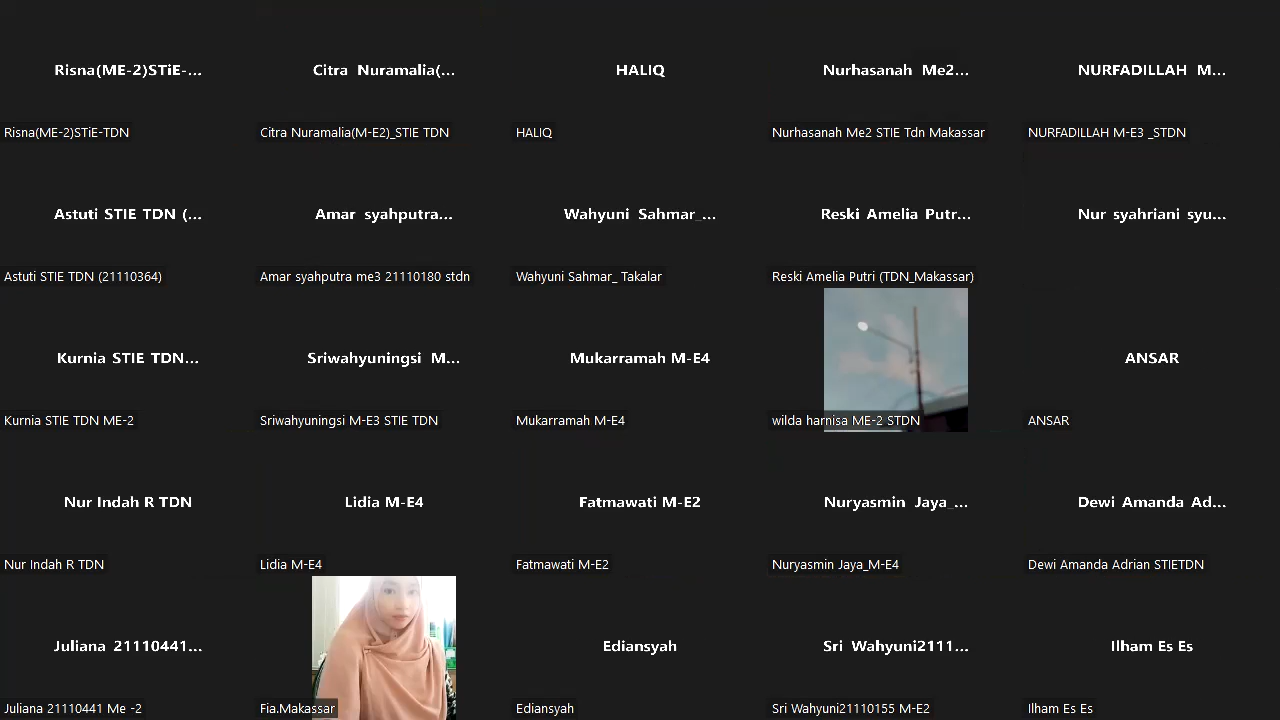 Risna(ME-2)STiE-...
Citra Nuramalia(...
HALIQ
Nurhasanah Me2...
NURFADILLAH M...
Risna(ME-2)STiE-TDN
Citra Nuramalia(M-E2)_STIE TDN
HALIQ
Nurhasanah Me2 STIE Tdn Makassar
NURFADILLAH M-E3 _STDN
Astuti STIE TDN (...
Amar syahputra...
Wahyuni Sahmar_...
Reski Amelia Putr...
Nur syahriani syu...
Astuti STIE TDN (21110364)
Amar syahputra me3 21110180 stdn
Wahyuni Sahmar_ Takalar
Reski Amelia Putri (TDN_Makassar)
Kurnia STIE TDN...
Sriwahyuningsi M...
Mukarramah M-E4
ANSAR
Kurnia STIE TDN ME-2
Sriwahyuningsi M-E3 STIE TDN
Mukarramah M-E4
wilda harnisa ME-2 STDN
ANSAR
Nur Indah R TDN
Lidia M-E4
Fatmawati M-E2
Nuryasmin Jaya_...
Dewi Amanda Ad...
Nur Indah R TDN
Lidia M-E4
Fatmawati M-E2
Nuryasmin Jaya_M-E4
Dewi Amanda Adrian STIETDN
Juliana 21110441...
Ediansyah
Sri Wahyuni2111...
Ilham Es Es
Juliana 21110441 Me -2
Fia.Makassar
Ediansyah
Sri Wahyuni21110155 M-E2
Ilham Es Es